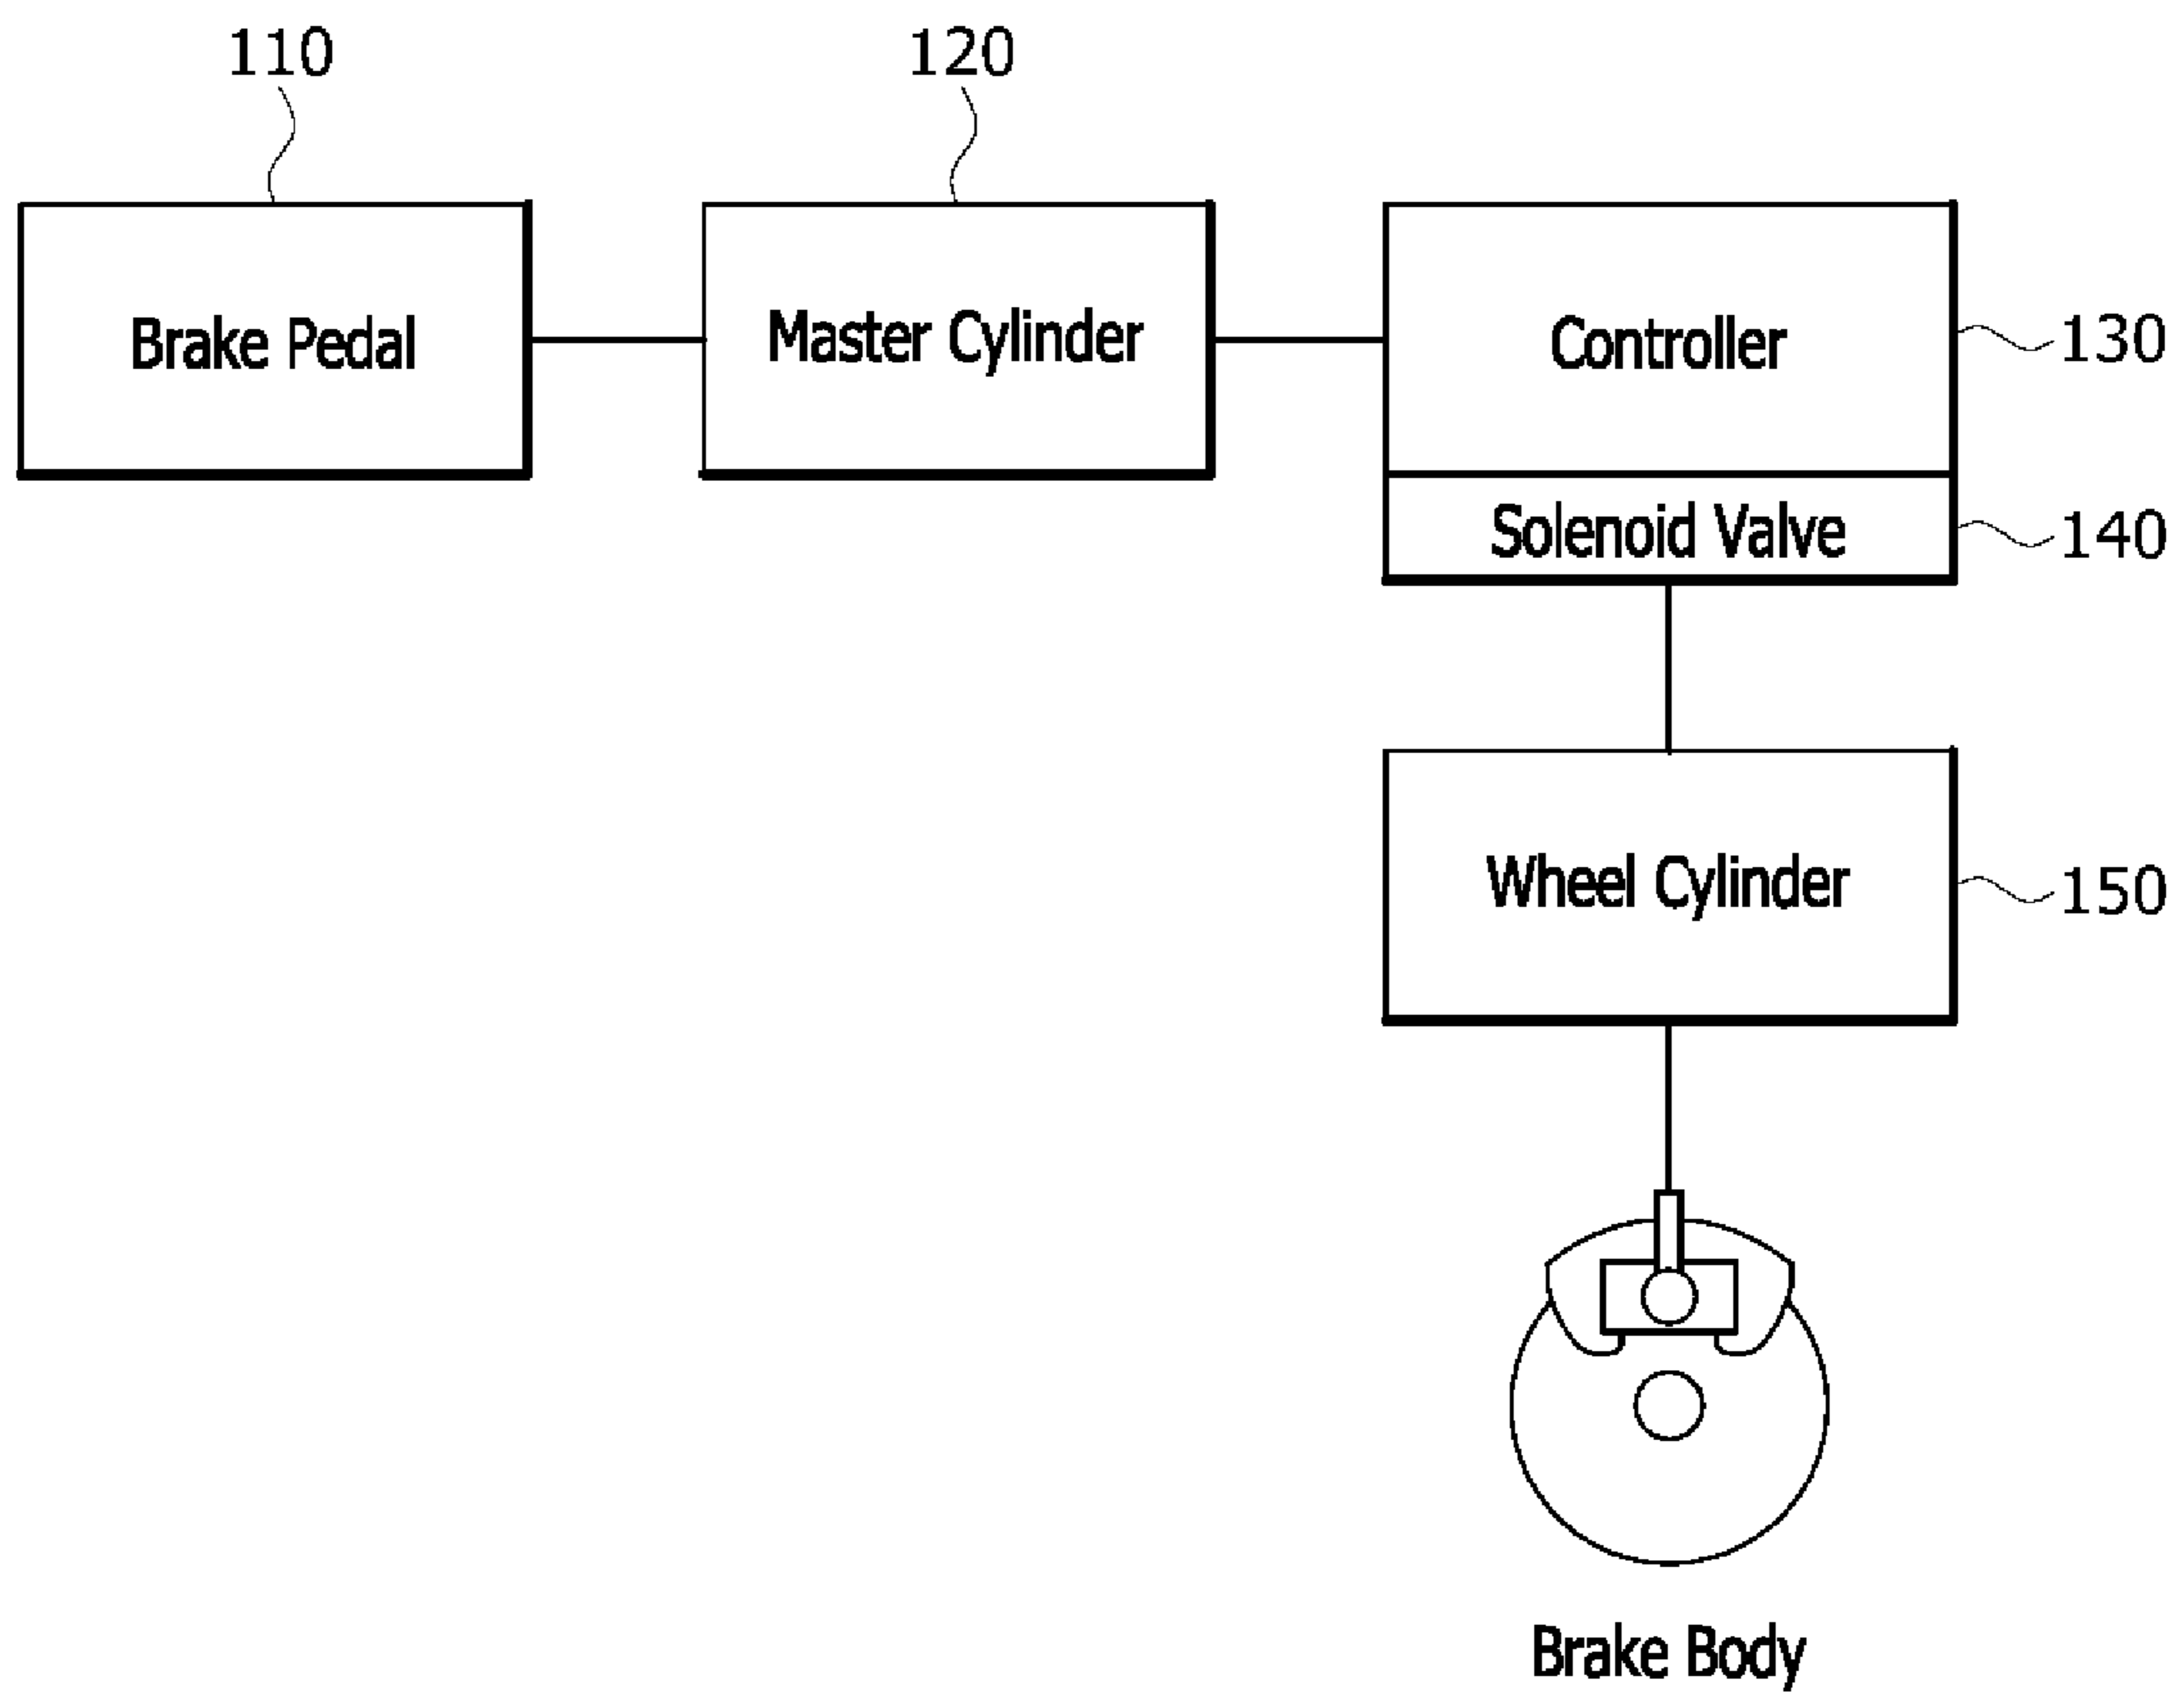 110
120
Brake Pedal
Master Cylinder
Controller
130
Solenoid Valve
140
Wheel Cylinder
150
Brake Body